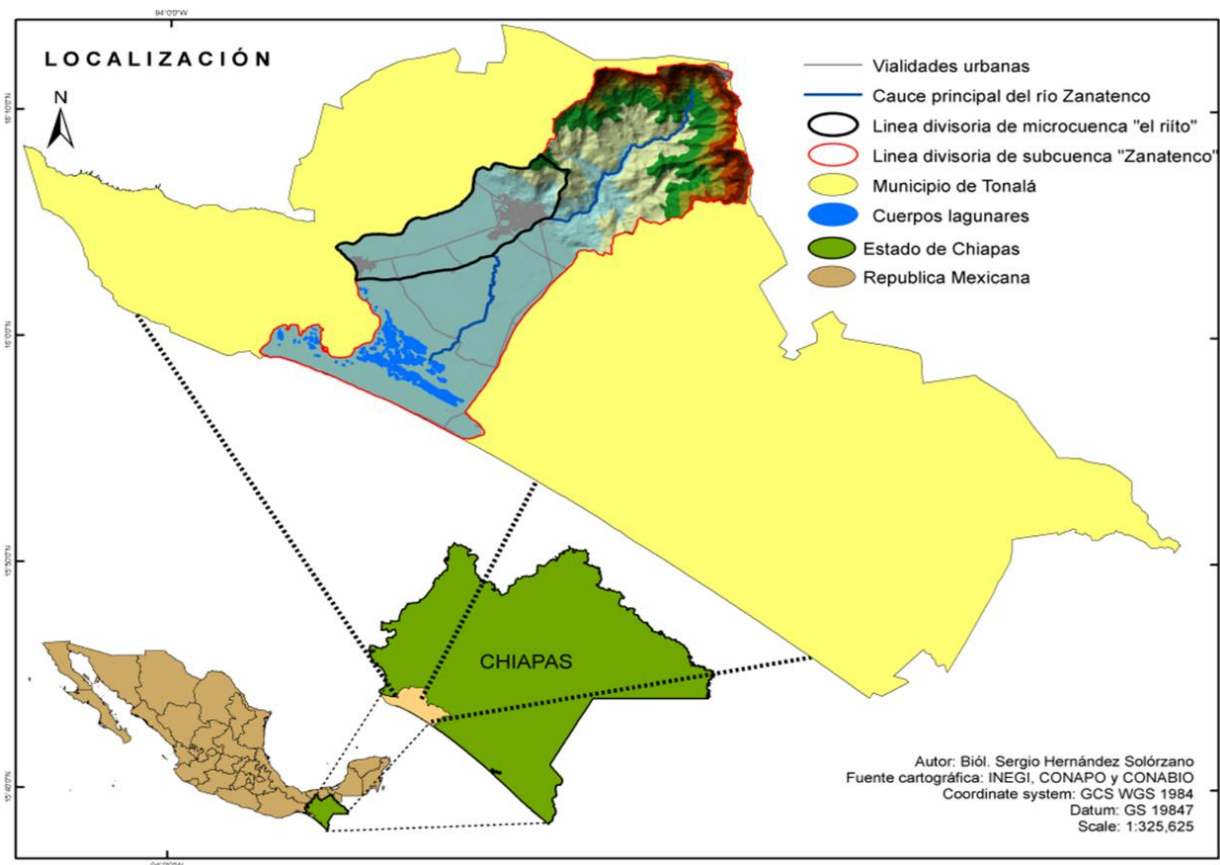 94°0'0"W
LOCALIZACIÓN
N
16°10'0"N
16°0'0"N
15°50'0"N
15°40'0"N
Vialidades urbanas
Cauce principal del río Zanatenco
Linea divisoria de microcuenca "el riíto"
Linea divisoria de subcuenca "Zanatenco"
Municipio de Tonalá
Cuerpos lagunares
Estado de Chiapas
Republica Mexicana
CHIAPAS
Autor: Biól. Sergio Hernández Solórzano
Fuente cartográfica: INEGI, CONAPO y CONABIO
Coordinate system: GCS WGS 1984
Datum: GS 19847
Scale: 1:325,625